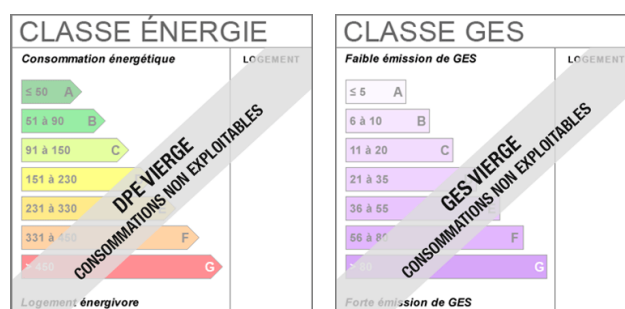 CLASSE ÉNERGIE
Consommation énergétique
LOGEMENT
≤ 50 A
51 à 90 B
91 à 150 C
151 à 230
231 à 330
331 à 450 F
> 450 G
Logement énergivore
DPE VIERGE
CONSOMMATIONS NON EXPLOITABLES
CLASSE GES
Faible émission de GES
LOGEMENT
≤ 5 A
6 à 10 B
11 à 20 C
21 à 35
36 à 55
56 à 80 F
> 80 G
Forte émission de GES
GES VIERGE
CONSOMMATIONS NON EXPLOITABLES